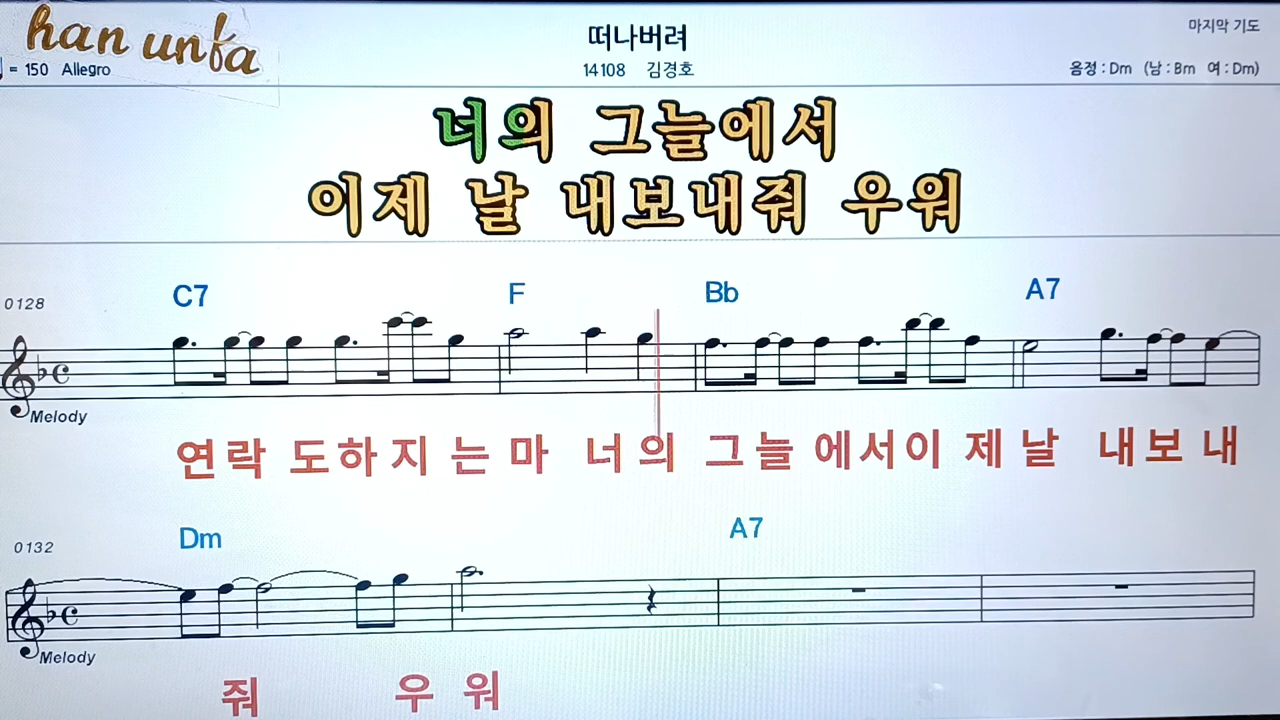 han unfa
마지막 기도
떠나버려
= 150 Allegro
14108 김경호
음정 : Dm (남 : Bm 여 : Dm)
너의 그늘에서
이제 날 내보내줘 우워
0128
C7 F Bb A7
Melody
연락 도하지 는 마 너의 그늘 에서이 제 날 내보 내
0132
Dm A7
Melody
줘 우 워